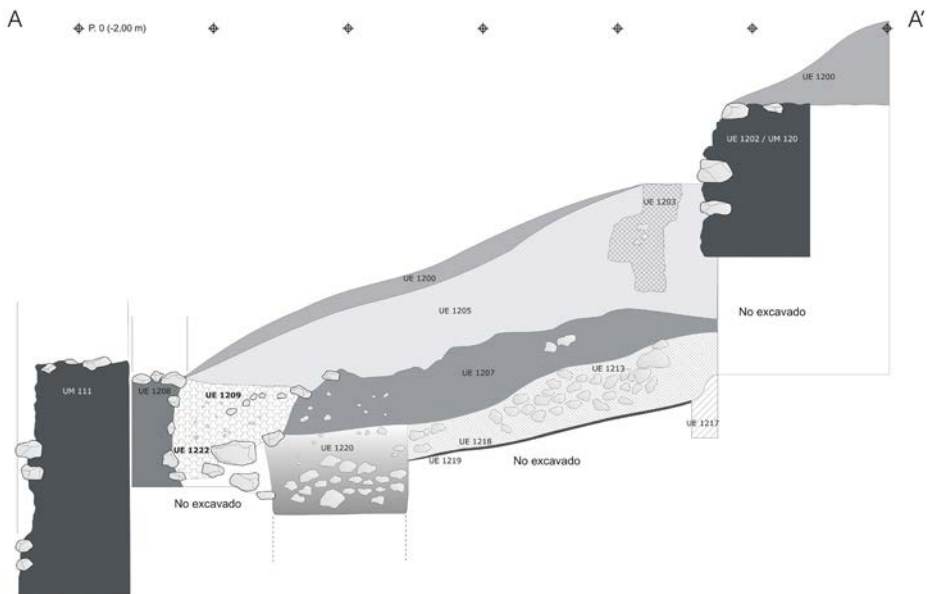 A
A'
P. 0 (-2,00 m)
UE 1200
UE 1202 / UM 120
UE 1203
UE 1200
UE 1205
No excavado
UE 1207
UE 1213
UM 111
UE 1208
UE 1209
UE 1217
UE 1218
UE 1222
UE 1220
UE 1219
No excavado
No excavado